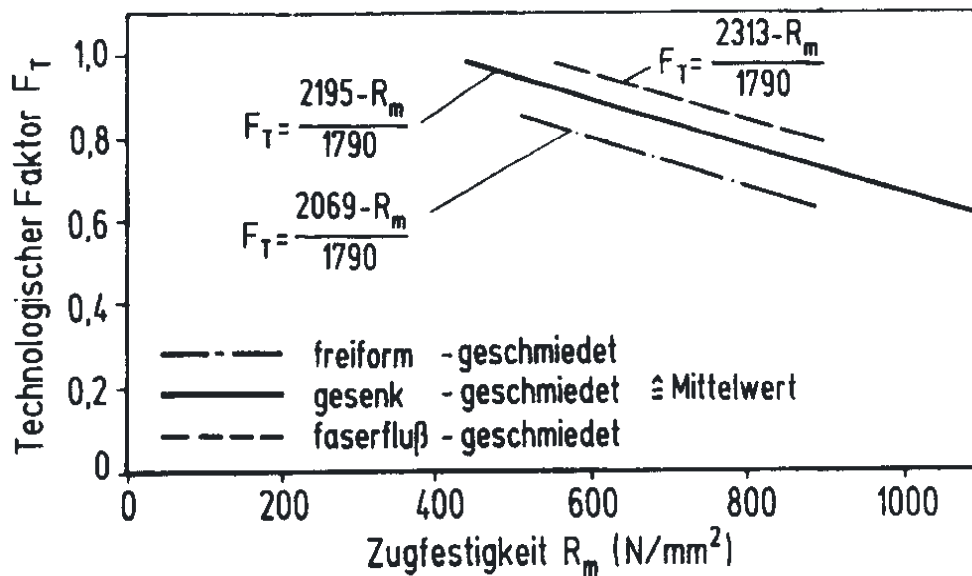 Technologischer Faktor F_T
1,0
0,8
0,6
0,4
0,2
0
F_T = (2195-R_m)/1790
F_T = (2313-R_m)/1790
F_T = (2069-R_m)/1790
freiform - geschmiedet
gesenk - geschmiedet ≙ Mittelwert
faserfluß - geschmiedet
0 200 400 600 800 1000
Zugfestigkeit R_m (N/mm²)